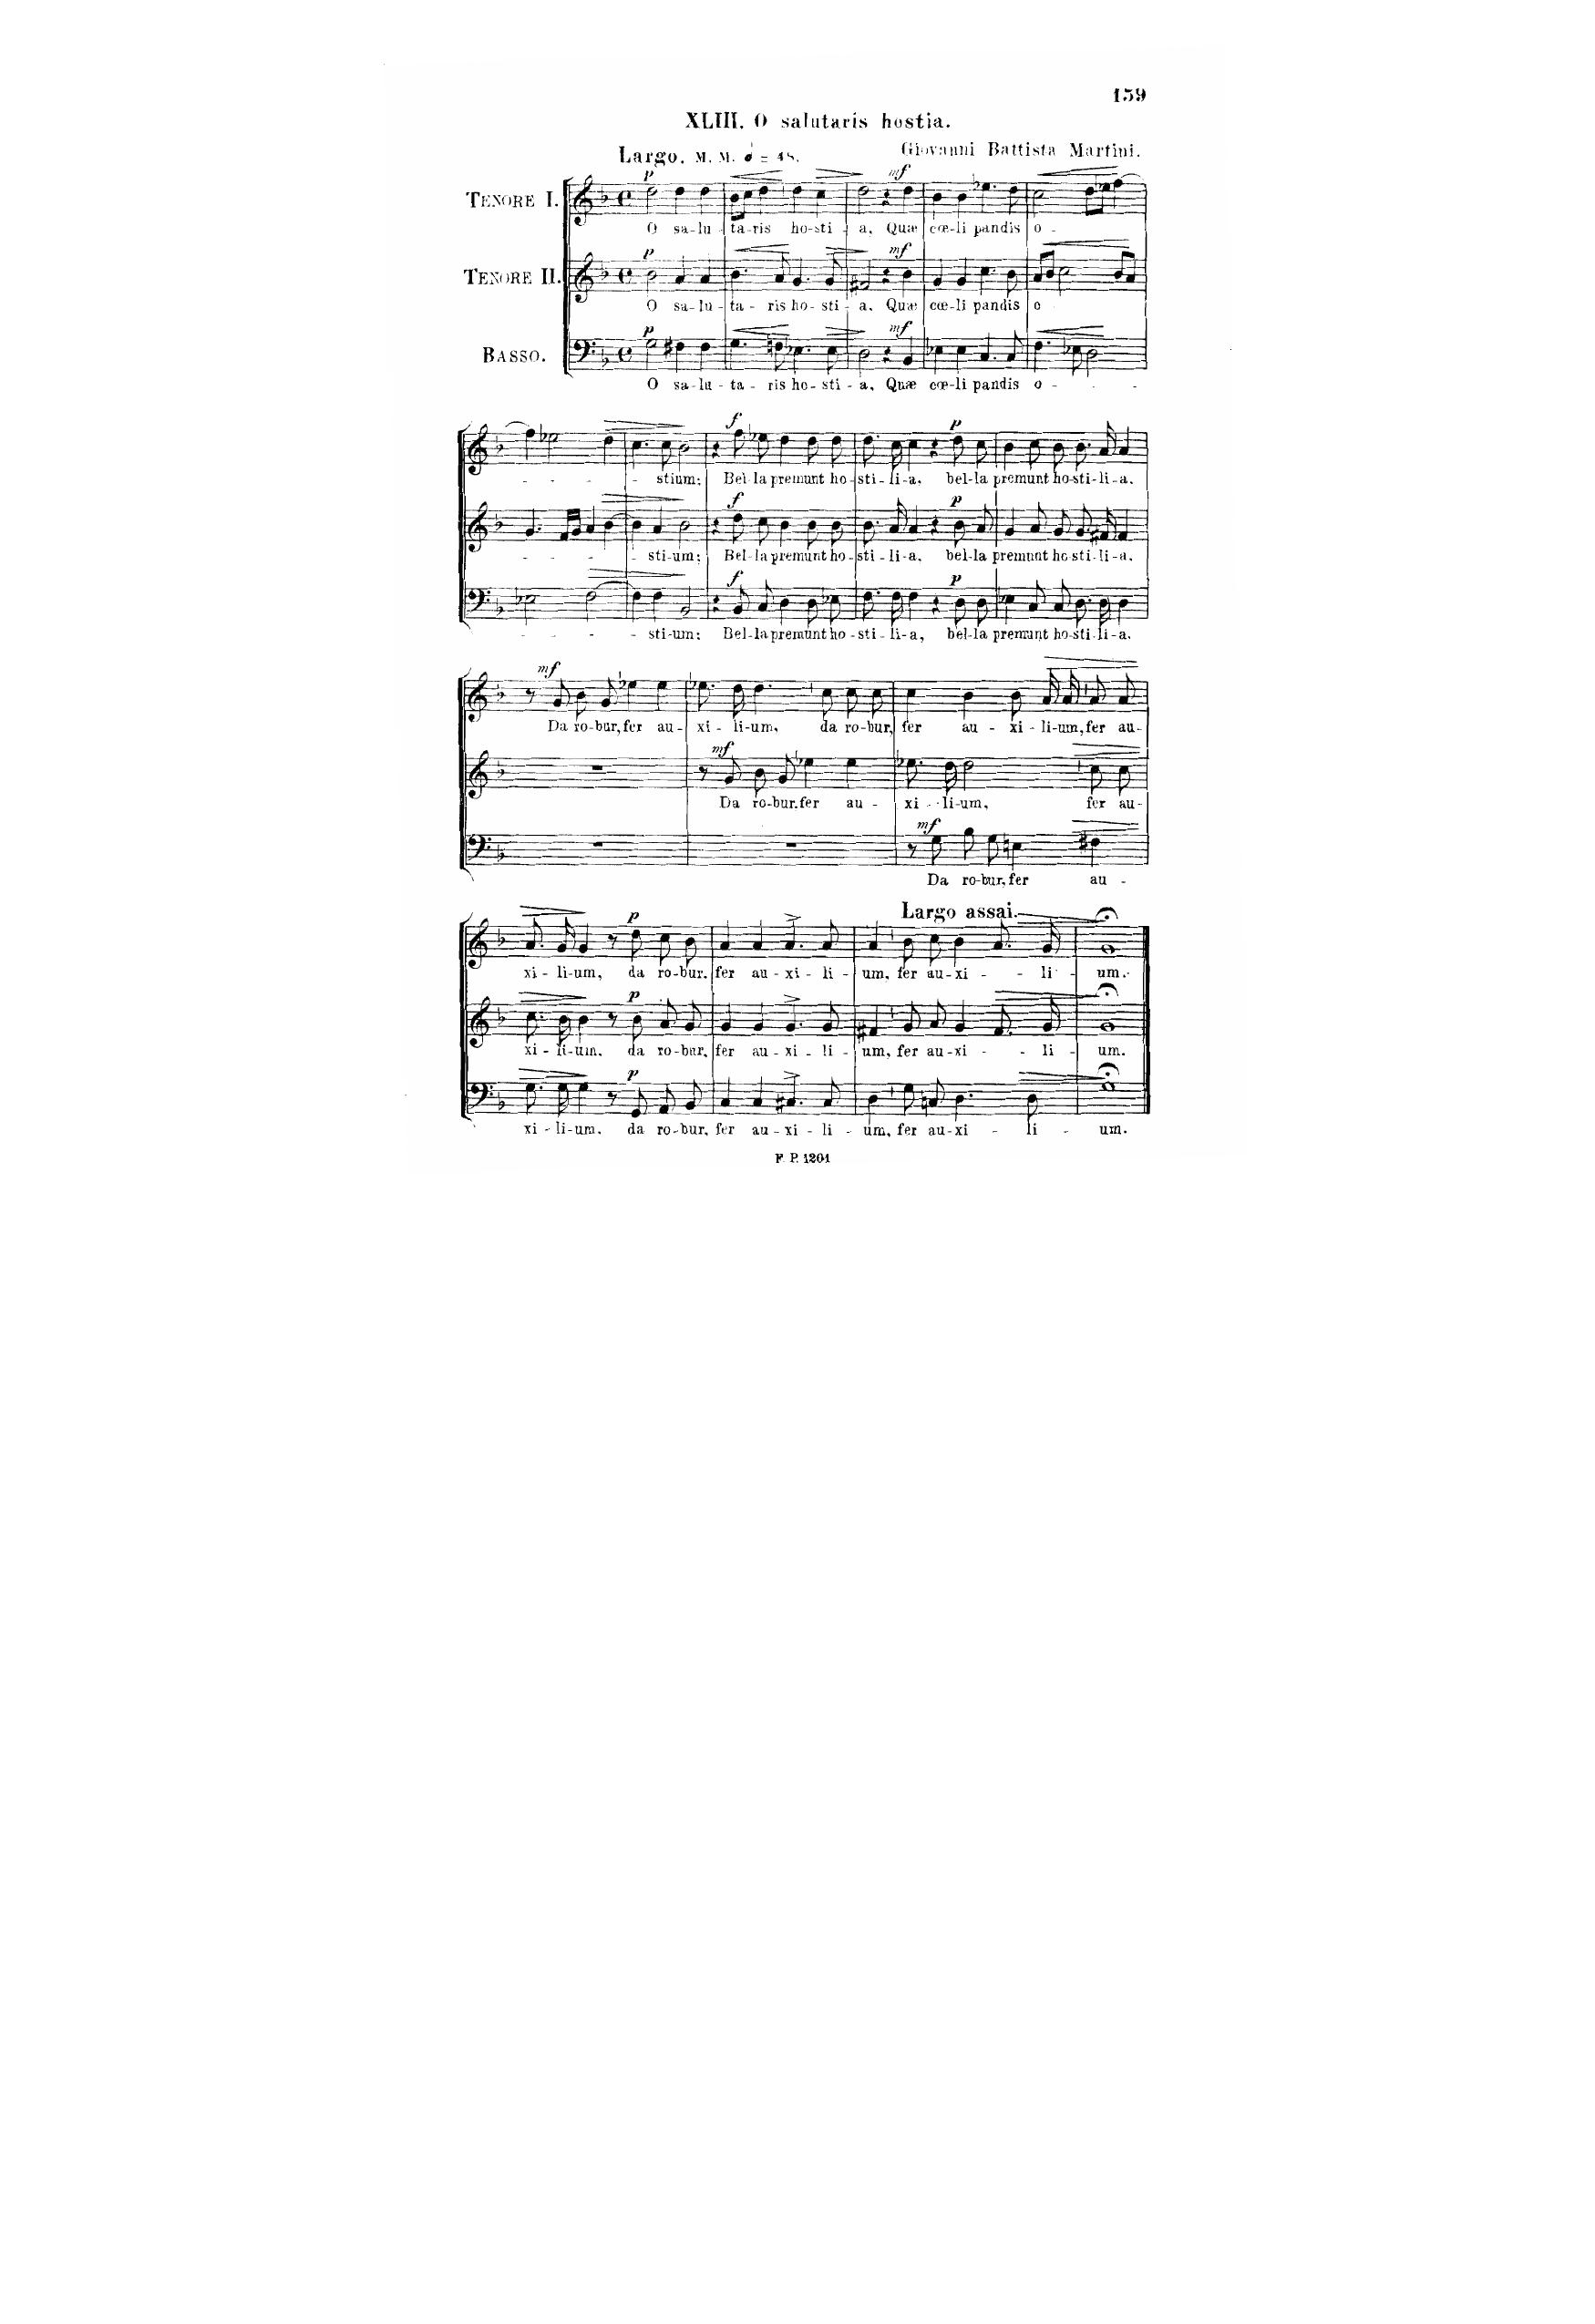 159
XLIII. O salutaris hostia.
Largo. M. M. = 48.
Giovanni Battista Martini.
p mf
TENORE I.
O sa-lu-ta-ris ho-sti-a. Quæ cœ-li pandis o-
p mf
TENORE II.
O sa-lu-ta-ris ho-sti-a. Quæ cœ-li pandis o
p mf
BASSO.
O sa-lu-ta-ris ho-sti-a. Quæ cœ-li pandis o-
f p
- stium: Bel-la premunt ho-sti-li-a. bel-la premunt ho-sti-li-a.
f p
- sti-um: Bel-la premunt ho-sti-li-a. bel-la premunt ho-sti-li-a.
f p
- sti-um: Bel-la premunt ho-sti-li-a, bel-la premunt ho-sti-li-a.
mf
Da ro-bur, fer au-xi-li-um, da ro-bur, fer au-xi-li-um, fer au-
mf
Da ro-bur. fer au-xi-li-um, fer au-
mf
Da ro-bur, fer au-
Largo assai.
p
xi-li-um, da ro-bur. fer au-xi-li-um, fer au-xi-li-um.
p
xi-li-um. da ro-bur, fer au-xi-li-um, fer au-xi-li-um.
p
xi-li-um. da ro-bur, fer au-xi-li-um, fer au-xi-li-um.
F. P. 1201